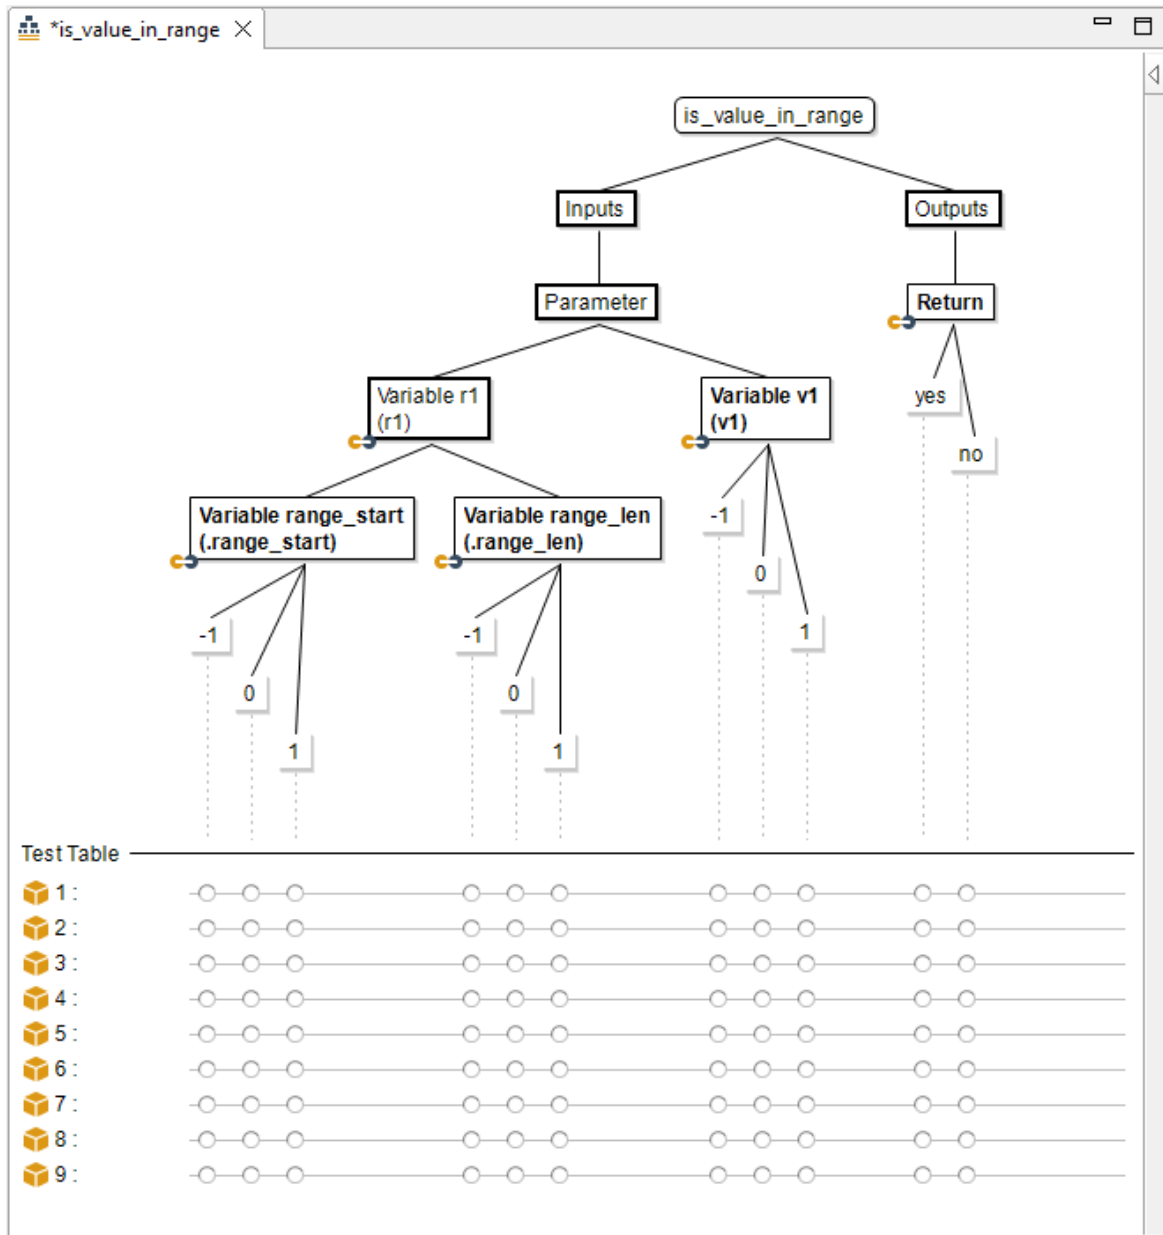 *is_value_in_range
is_value_in_range
Inputs
Outputs
Parameter
Return
Variable r1
(r1)
Variable v1
(v1)
yes
no
Variable range_start
(.range_start)
Variable range_len
(.range_len)
-1
0
1
-1
0
1
-1
0
1
Test Table
1 :
2 :
3 :
4 :
5 :
6 :
7 :
8 :
9 :